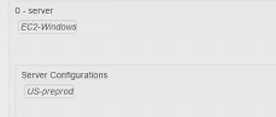 0 - server
EC2-Windows
Server Configurations
US-preprod